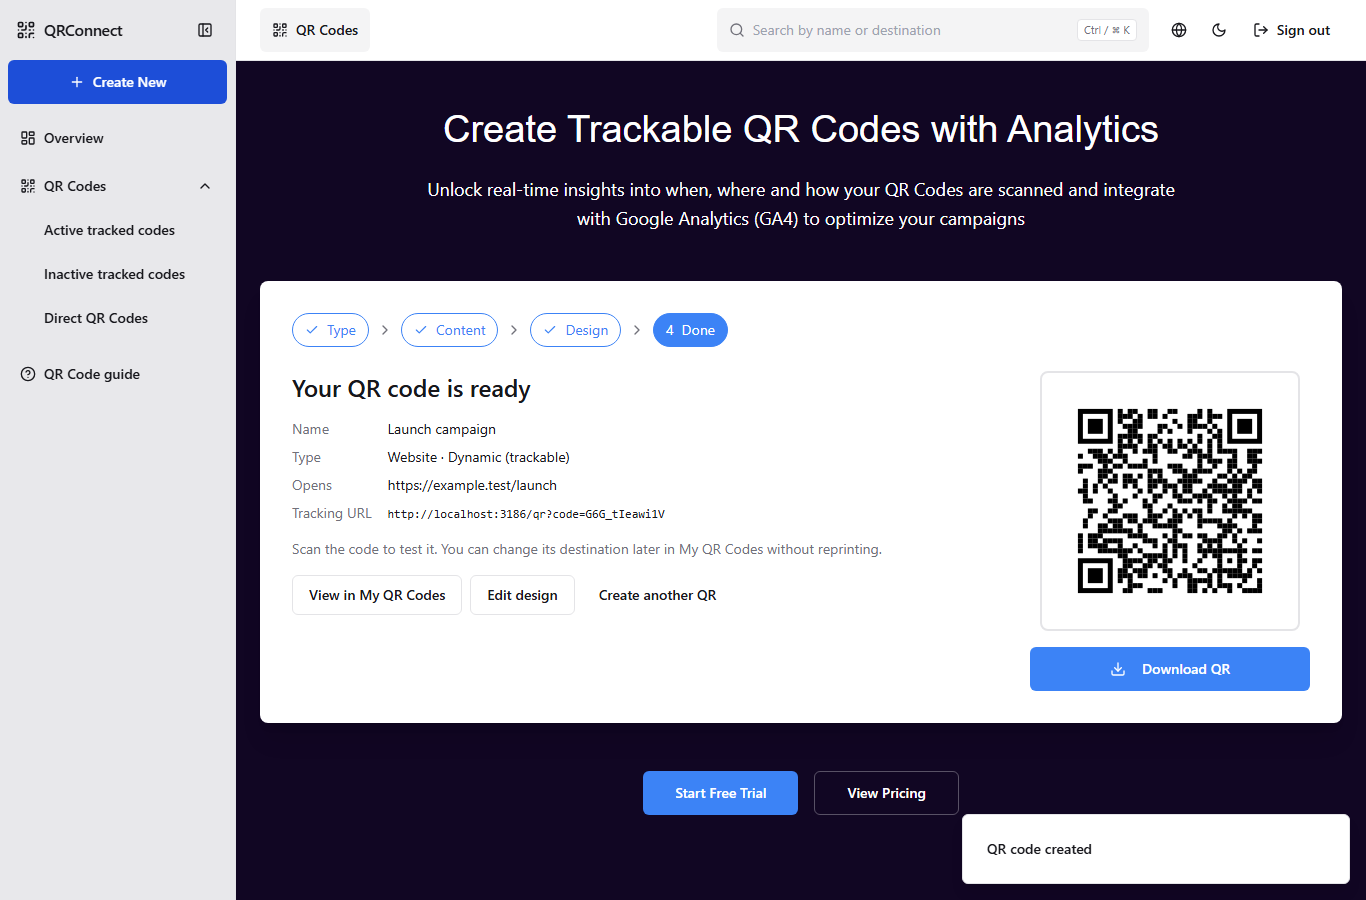 QRConnect
Create New
Overview
QR Codes
Active tracked codes
Inactive tracked codes
Direct QR Codes
QR Code guide
QR Codes
Search by name or destination
Ctrl / ⌘ K
Sign out
Create Trackable QR Codes with Analytics
Unlock real-time insights into when, where and how your QR Codes are scanned and integrate
with Google Analytics (GA4) to optimize your campaigns
Type
Content
Design
4 Done
Your QR code is ready
Name Launch campaign
Type Website · Dynamic (trackable)
Opens https://example.test/launch
Tracking URL http://localhost:3186/qr?code=G6G_tIeawi1V
Scan the code to test it. You can change its destination later in My QR Codes without reprinting.
View in My QR Codes
Edit design
Create another QR
Download QR
Start Free Trial
View Pricing
QR code created